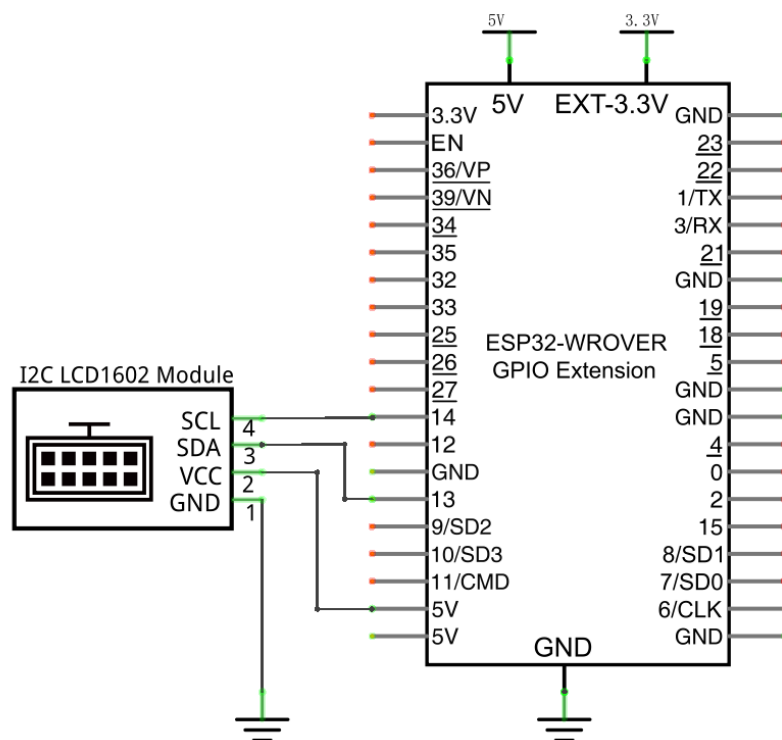 5V
3.3V
5V
EXT-3.3V
3.3V
EN
36/VP
39/VN
34
35
32
33
25
26
27
14
12
GND
13
9/SD2
10/SD3
11/CMD
5V
5V
ESP32-WROVER
GPIO Extension
GND
23
22
1/TX
3/RX
21
GND
19
18
5
GND
GND
4
0
2
15
8/SD1
7/SD0
6/CLK
GND
GND
I2C LCD1602 Module
SCL
4
SDA
3
VCC
2
GND
1